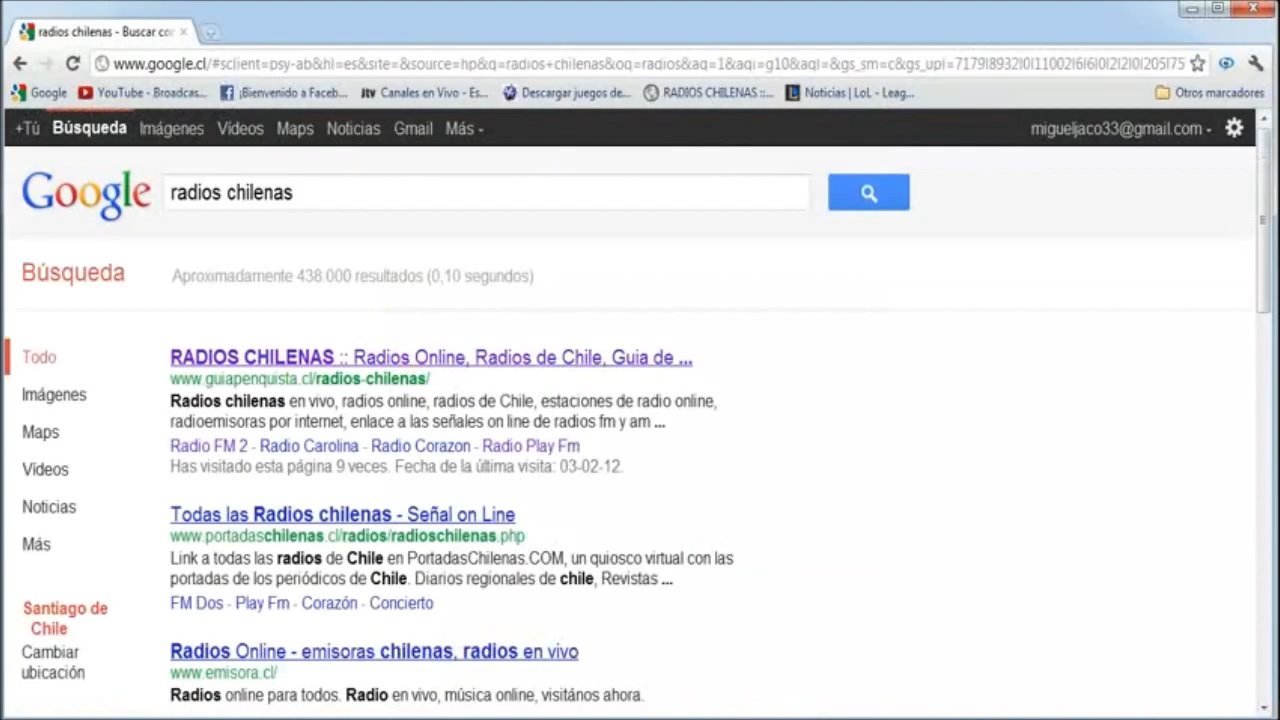 radios chilenas - Buscar cor
www.google.cl/#sclient=psy-ab&hl=es&site=&source=hp&q=radios+chilenas&oq=radios&aq=1&aqi=g10&aql=&gs_sm=c&gs_upl=7179l8932l0l11002l6l6l0l2l2l0l205l75
Google YouTube - Broadcas... ¡Bienvenido a Faceb... jtv Canales en Vivo - Es... Descargar juegos de... RADIOS CHILENAS ::... Noticias | LoL - Leag... Otros marcadores
+Tú Búsqueda Imágenes Vídeos Maps Noticias Gmail Más migueljaco33@gmail.com
Google radios chilenas
Búsqueda Aproximadamente 438.000 resultados (0,10 segundos)
Todo
Imágenes
Maps
Vídeos
Noticias
Más
Santiago de
Chile
Cambiar
ubicación
RADIOS CHILENAS :: Radios Online, Radios de Chile, Guia de ...
www.guiapenquista.cl/radios-chilenas/
Radios chilenas en vivo, radios online, radios de Chile, estaciones de radio online,
radioemisoras por internet, enlace a las señales on line de radios fm y am ...
Radio FM 2 - Radio Carolina - Radio Corazon - Radio Play Fm
Has visitado esta página 9 veces. Fecha de la última visita: 03-02-12.
Todas las Radios chilenas - Señal on Line
www.portadaschilenas.cl/radios/radioschilenas.php
Link a todas las radios de Chile en PortadasChilenas.COM, un quiosco virtual con las
portadas de los periódicos de Chile. Diarios regionales de chile, Revistas ...
FM Dos - Play Fm - Corazón - Concierto
Radios Online - emisoras chilenas, radios en vivo
www.emisora.cl/
Radios online para todos. Radio en vivo, música online, visitános ahora.